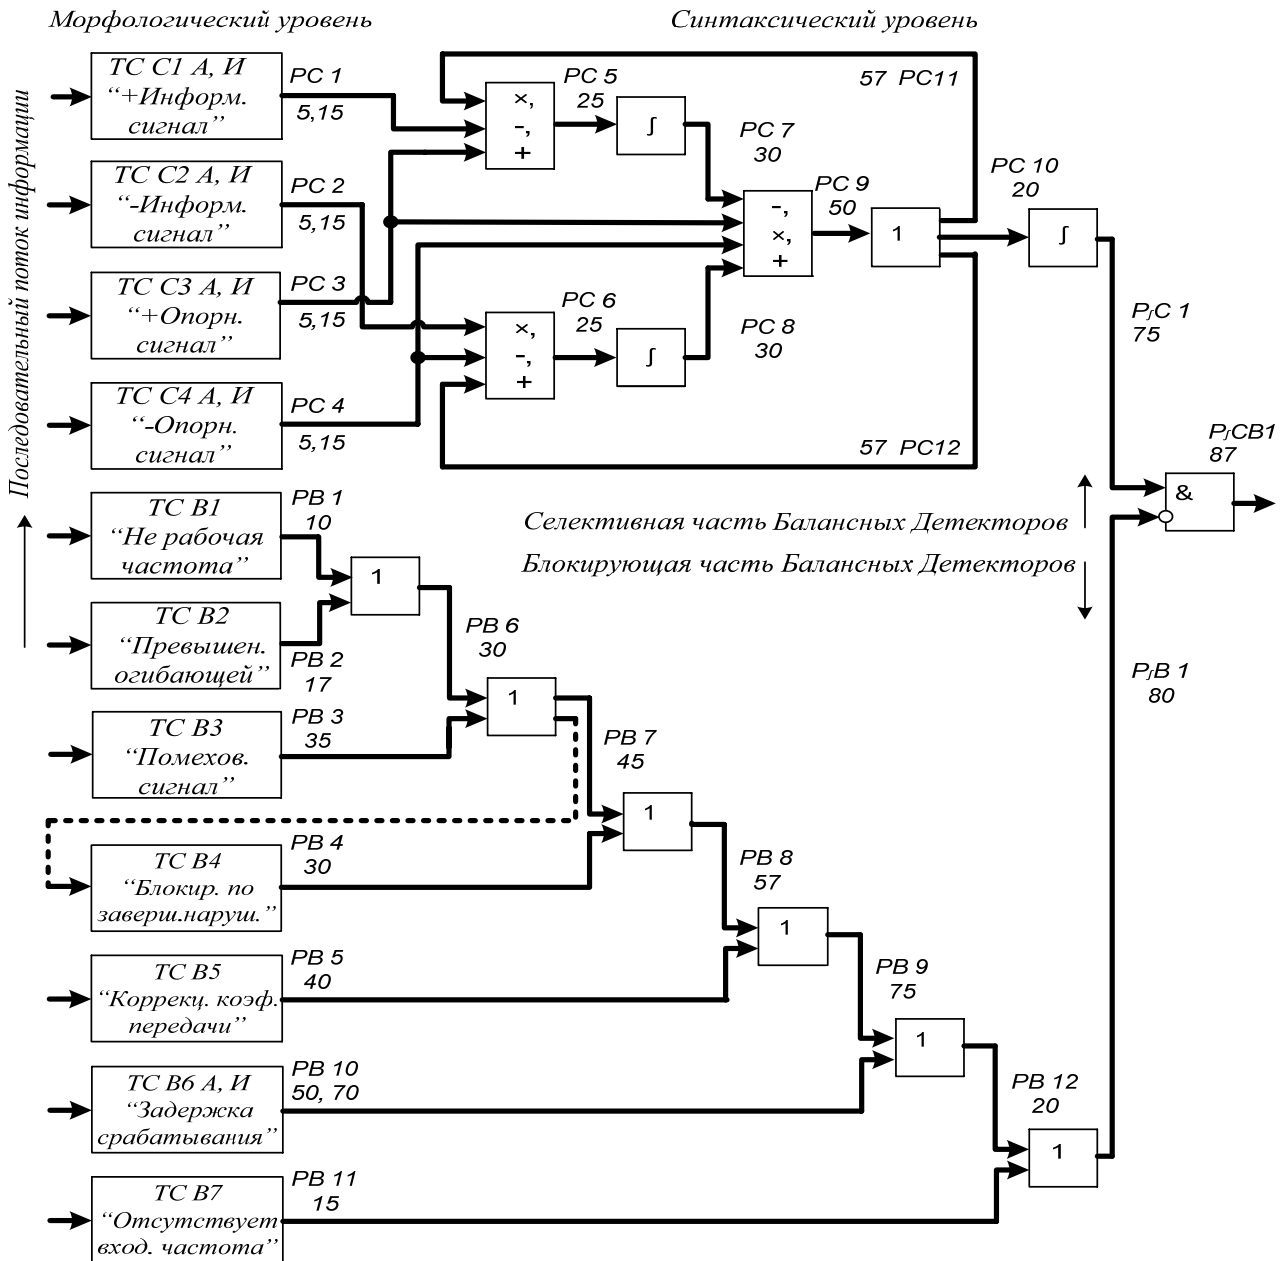 Морфологический уровень
Синтаксический уровень
Последовательный поток информации
ТС С1 А, И
“+Информ.
сигнал”
РС 1
5,15
ТС С2 А, И
“-Информ.
сигнал”
РС 2
5,15
ТС С3 А, И
“+Опорн.
сигнал”
РС 3
5,15
ТС С4 А, И
“-Опорн.
сигнал”
РС 4
5,15
×,
-,
+
РС 5
25
∫
РС 7
30
×,
-,
+
РС 6
25
∫
РС 8
30
-,
×,
+
РС 9
50
1
57 РС11
57 РС12
РС 10
20
∫
Р∫С 1
75
Р∫СВ1
87
&
Селективная часть Балансных Детекторов
Блокирующая часть Балансных Детекторов
ТС В1
“Не рабочая
частота”
РВ 1
10
1
ТС В2
“Превышен.
огибающей”
РВ 2
17
РВ 6
30
1
ТС В3
“Помехов.
сигнал”
РВ 3
35
РВ 7
45
1
ТС В4
“Блокир. по
заверш.наруш.”
РВ 4
30
РВ 8
57
1
ТС В5
“Коррекц. коэф.
передачи”
РВ 5
40
РВ 9
75
1
ТС В6 А, И
“Задержка
срабатывания”
РВ 10
50, 70
РВ 12
20
1
Р∫В 1
80
ТС В7
“Отсутствует
вход. частота”
РВ 11
15